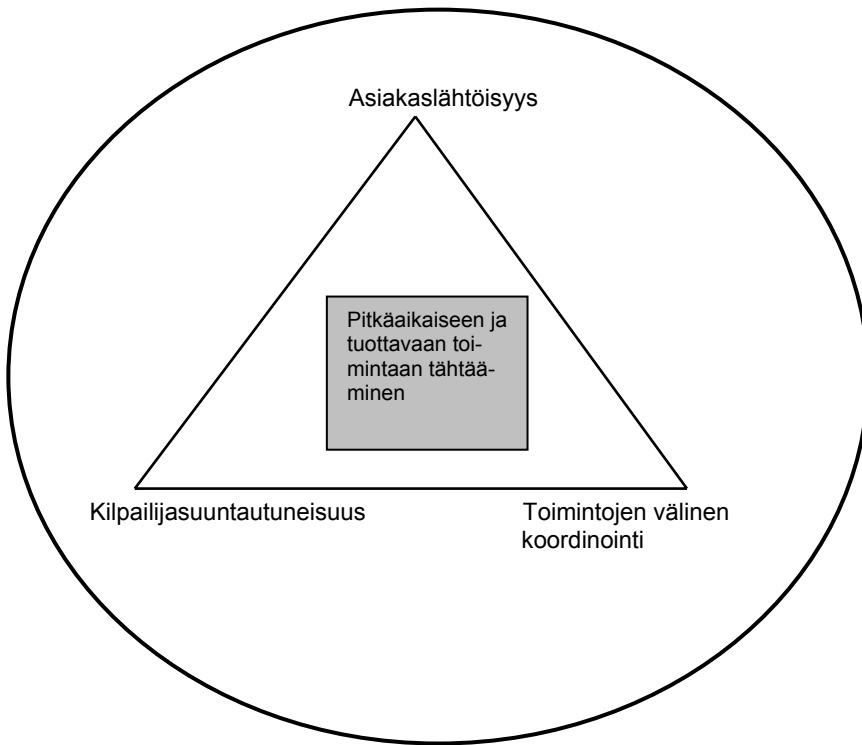 Asiakaslähtöisyys
Pitkäaikaiseen ja
tuottavaan toi-
mintaan tähtää-
minen
Kilpailijasuuntautuneisuus
Toimintojen välinen
koordinointi